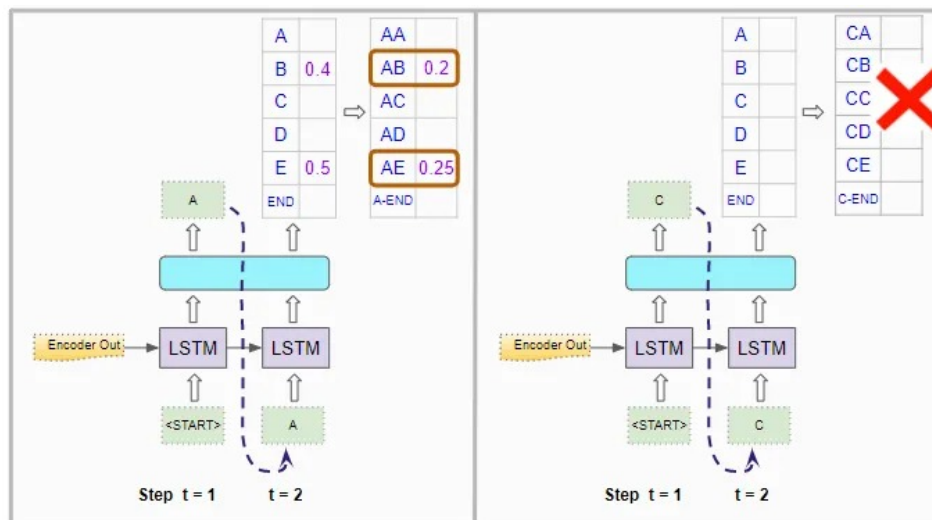 A
B 0.4
C
D
E 0.5
END
AA
AB 0.2
AC
AD
AE 0.25
A-END
A
Encoder Out
LSTM
LSTM
<START>
A
Step t = 1
t = 2
A
B
C
D
E
END
CA
CB
CC
CD
CE
C-END
C
Encoder Out
LSTM
LSTM
<START>
C
Step t = 1
t = 2